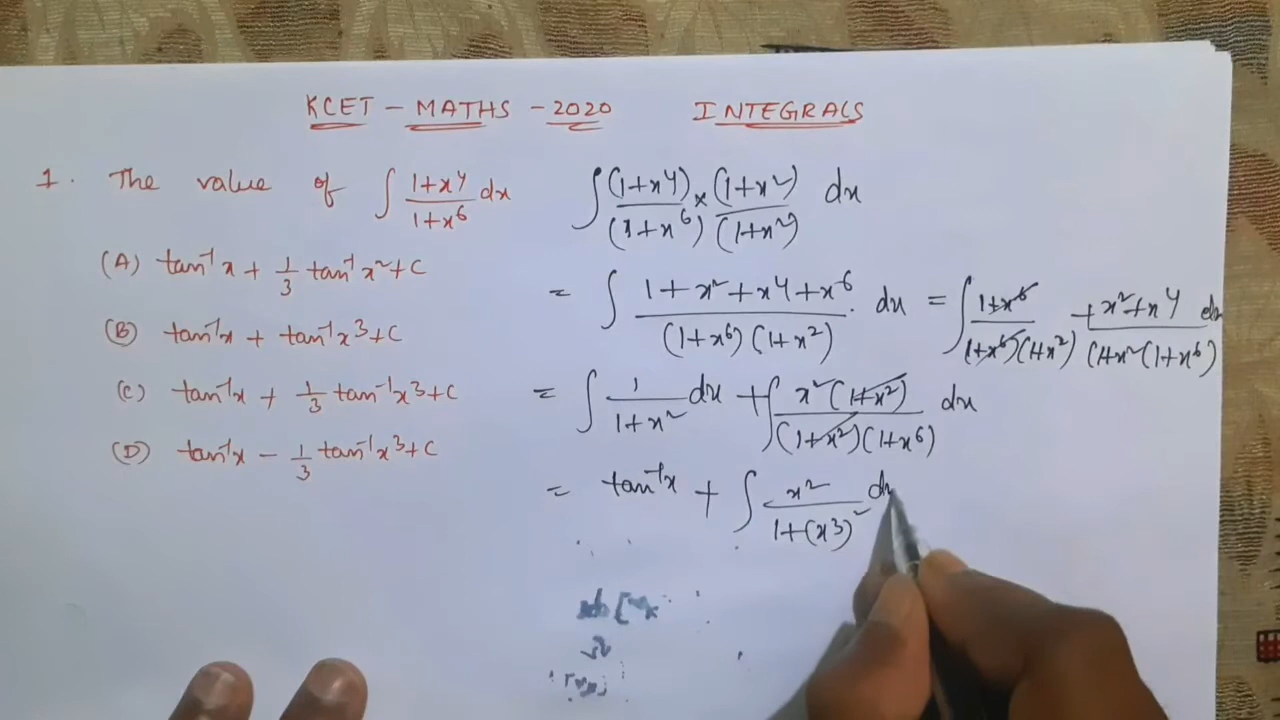 KCET - MATHS - 2020 INTEGRALS
1. The value of ∫ (1+x⁴)/(1+x⁶) dx
(A) tan⁻¹x + 1/3 tan⁻¹x² + C
(B) tan⁻¹x + tan⁻¹x³ + C
(C) tan⁻¹x + 1/3 tan⁻¹x³ + C
(D) tan⁻¹x - 1/3 tan⁻¹x³ + C
∫ (1+x⁴)/(1+x⁶) × (1+x²)/(1+x²) dx
= ∫ (1+x²+x⁴+x⁶)/((1+x⁶)(1+x²)) dx = ∫ (1+x⁶)/((1+x⁶)(1+x²)) + (x²+x⁴)/((1+x²(1+x⁶)) dx
= ∫ 1/(1+x²) dx + ∫ x²(1+x²)/((1+x²)(1+x⁶)) dx
= tan⁻¹x + ∫ x²/(1+(x³)²) dx